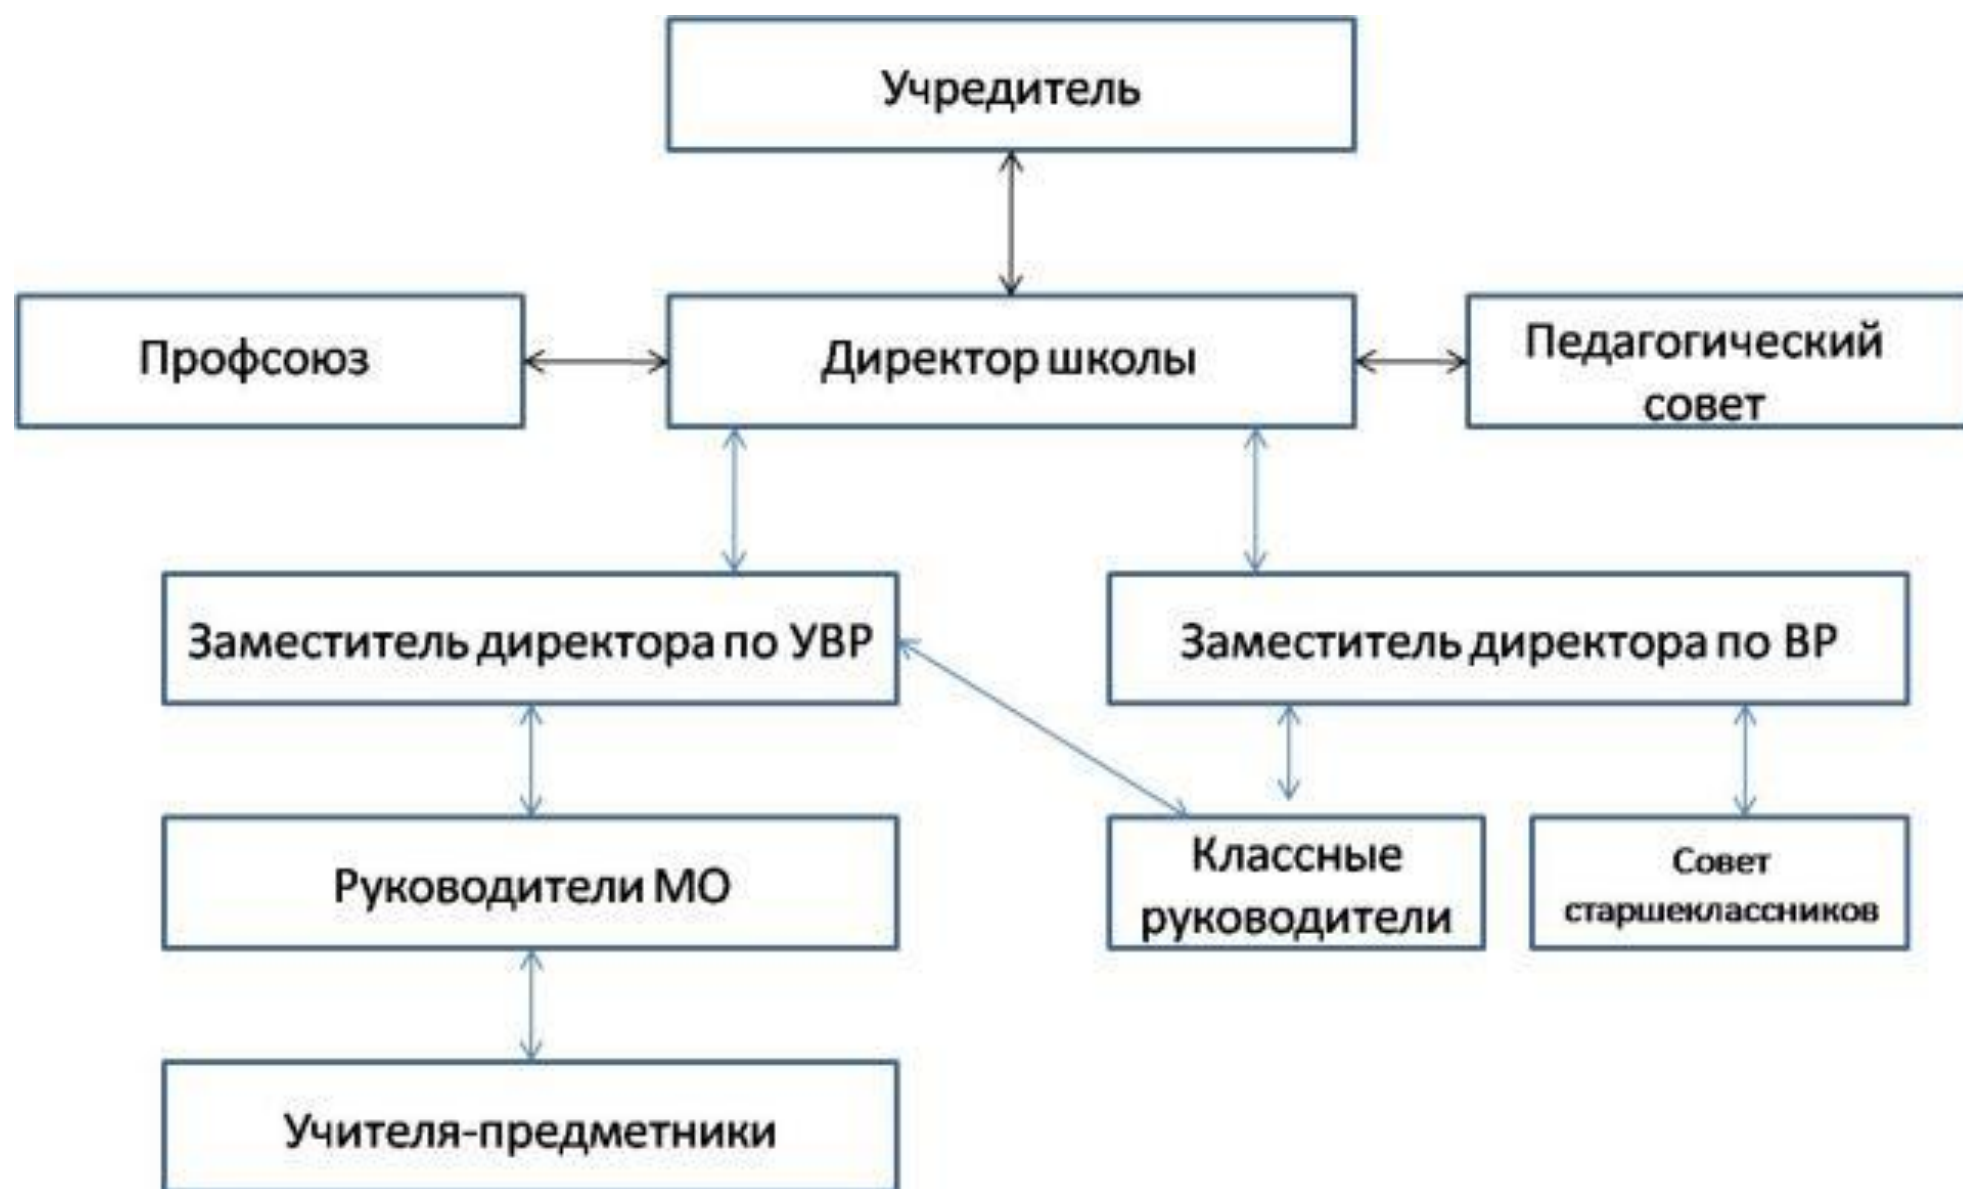 Учредитель
Профсоюз
Директор школы
Педагогический
совет
Заместитель директора по УВР
Заместитель директора по ВР
Руководители МО
Классные
руководители
Совет
старшеклассников
Учителя-предметники